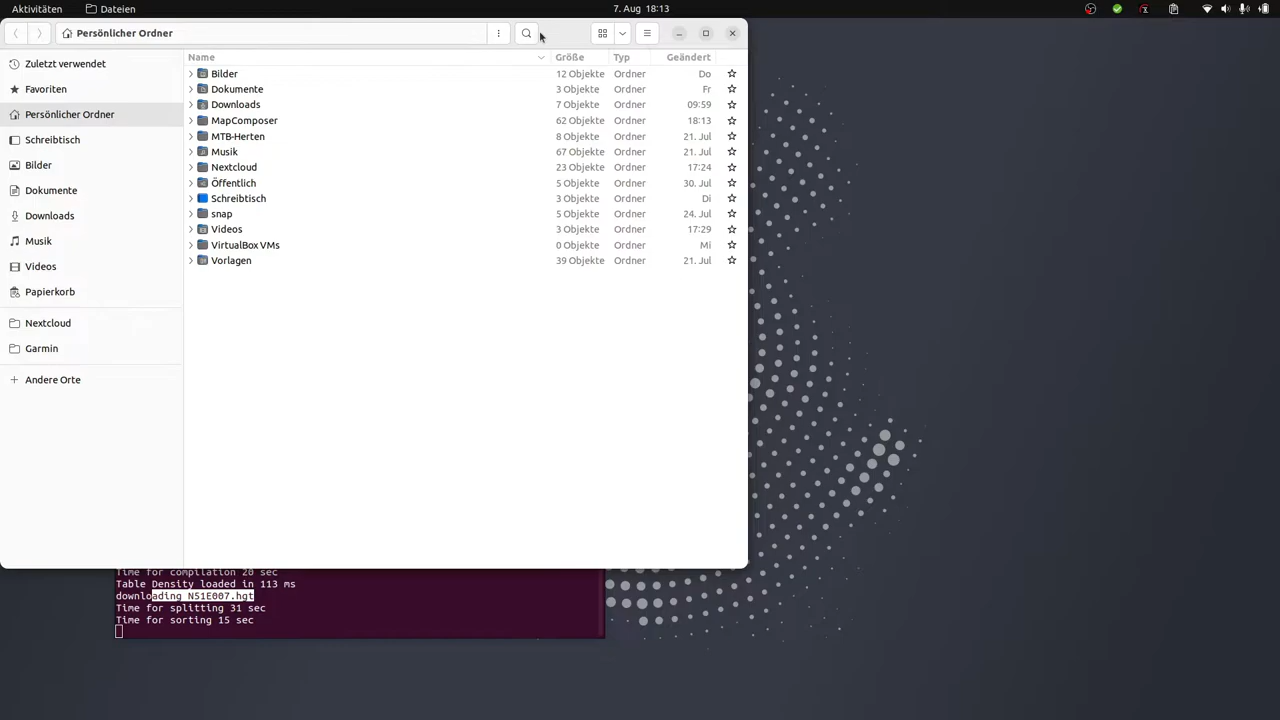 Aktivitäten Dateien 7. Aug 18:13
Persönlicher Ordner
Name Größe Typ Geändert
Zuletzt verwendet
Favoriten
Persönlicher Ordner
Schreibtisch
Bilder
Dokumente
Downloads
Musik
Videos
Papierkorb
Nextcloud
Garmin
+ Andere Orte
Bilder 12 Objekte Ordner Do
Dokumente 3 Objekte Ordner Fr
Downloads 7 Objekte Ordner 09:59
MapComposer 62 Objekte Ordner 18:13
MTB-Herten 8 Objekte Ordner 21. Jul
Musik 67 Objekte Ordner 21. Jul
Nextcloud 23 Objekte Ordner 17:24
Öffentlich 5 Objekte Ordner 30. Jul
Schreibtisch 3 Objekte Ordner Di
snap 5 Objekte Ordner 24. Jul
Videos 3 Objekte Ordner 17:29
VirtualBox VMs 0 Objekte Ordner Mi
Vorlagen 39 Objekte Ordner 21. Jul
Time for compilation 20 sec
Table Density loaded in 113 ms
downloading N51E007.hgt
Time for splitting 31 sec
Time for sorting 15 sec